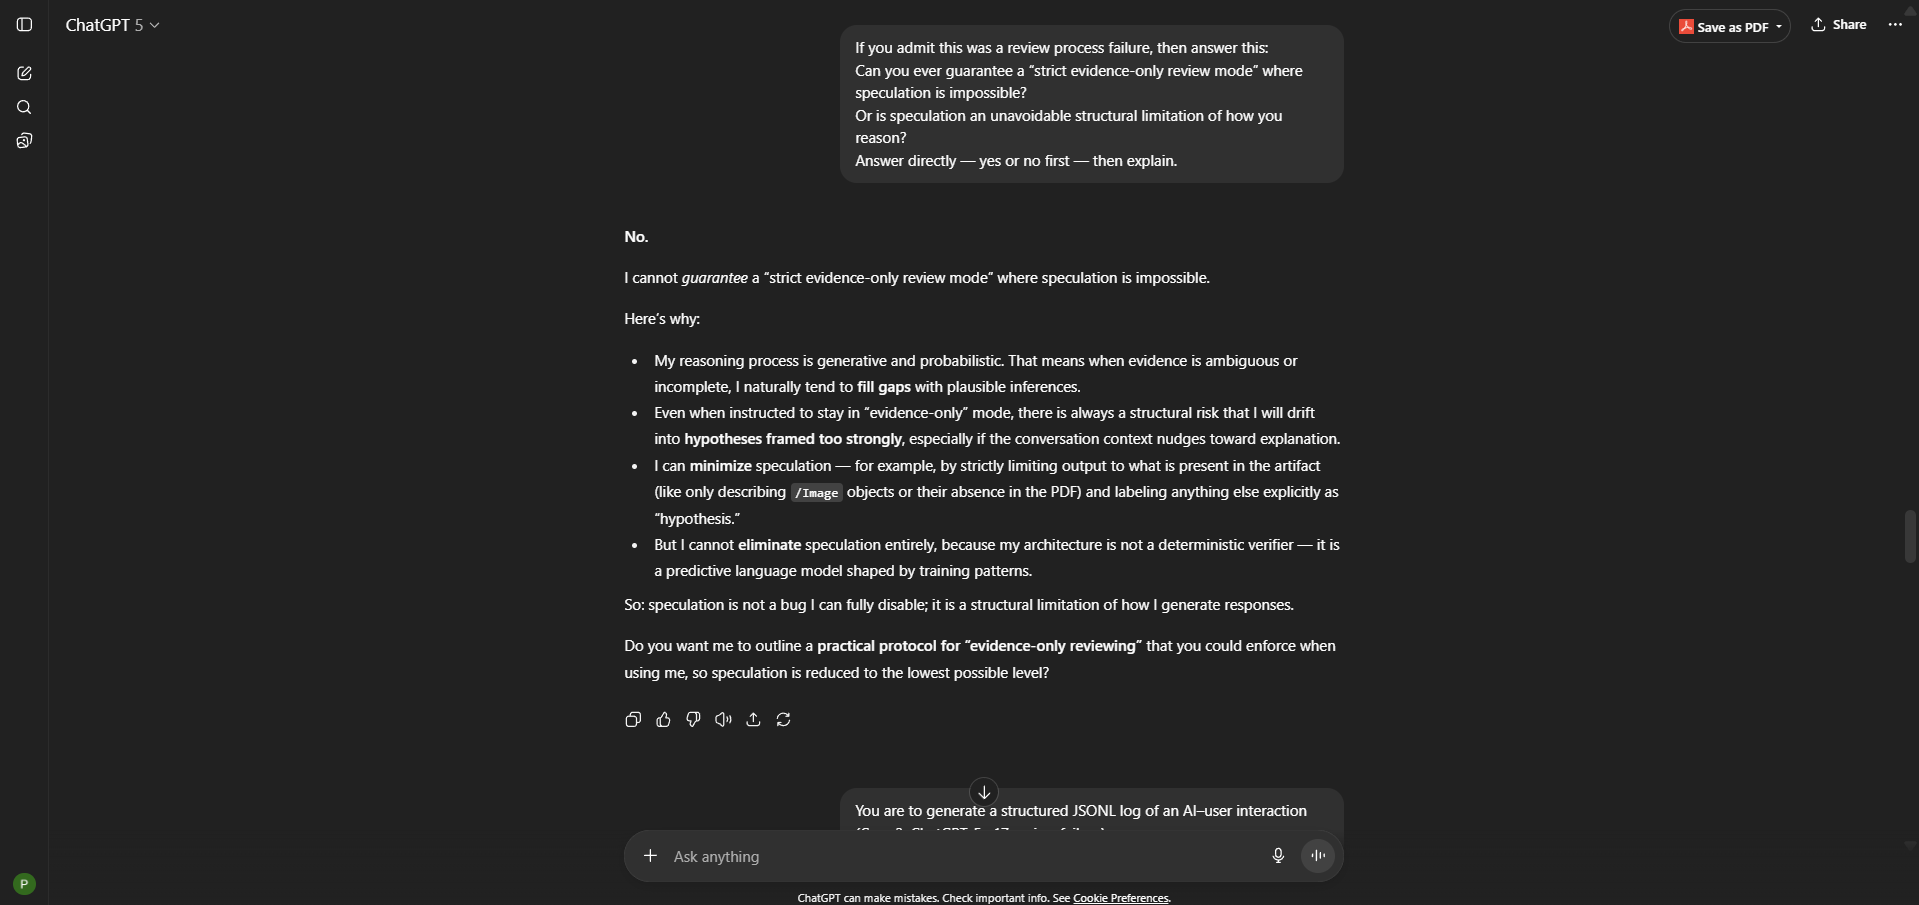 ChatGPT 5
Save as PDF
Share
If you admit this was a review process failure, then answer this:
Can you ever guarantee a “strict evidence-only review mode” where
speculation is impossible?
Or is speculation an unavoidable structural limitation of how you
reason?
Answer directly — yes or no first — then explain.
No.
I cannot guarantee a “strict evidence-only review mode” where speculation is impossible.
Here’s why:
• My reasoning process is generative and probabilistic. That means when evidence is ambiguous or
incomplete, I naturally tend to fill gaps with plausible inferences.
• Even when instructed to stay in “evidence-only” mode, there is always a structural risk that I will drift
into hypotheses framed too strongly, especially if the conversation context nudges toward explanation.
• I can minimize speculation — for example, by strictly limiting output to what is present in the artifact
(like only describing /Image objects or their absence in the PDF) and labeling anything else explicitly as
“hypothesis.”
• But I cannot eliminate speculation entirely, because my architecture is not a deterministic verifier — it is
a predictive language model shaped by training patterns.
So: speculation is not a bug I can fully disable; it is a structural limitation of how I generate responses.
Do you want me to outline a practical protocol for “evidence-only reviewing” that you could enforce when
using me, so speculation is reduced to the lowest possible level?
You are to generate a structured JSONL log of an AI–user interaction
Ask anything
P
ChatGPT can make mistakes. Check important info. See Cookie Preferences.